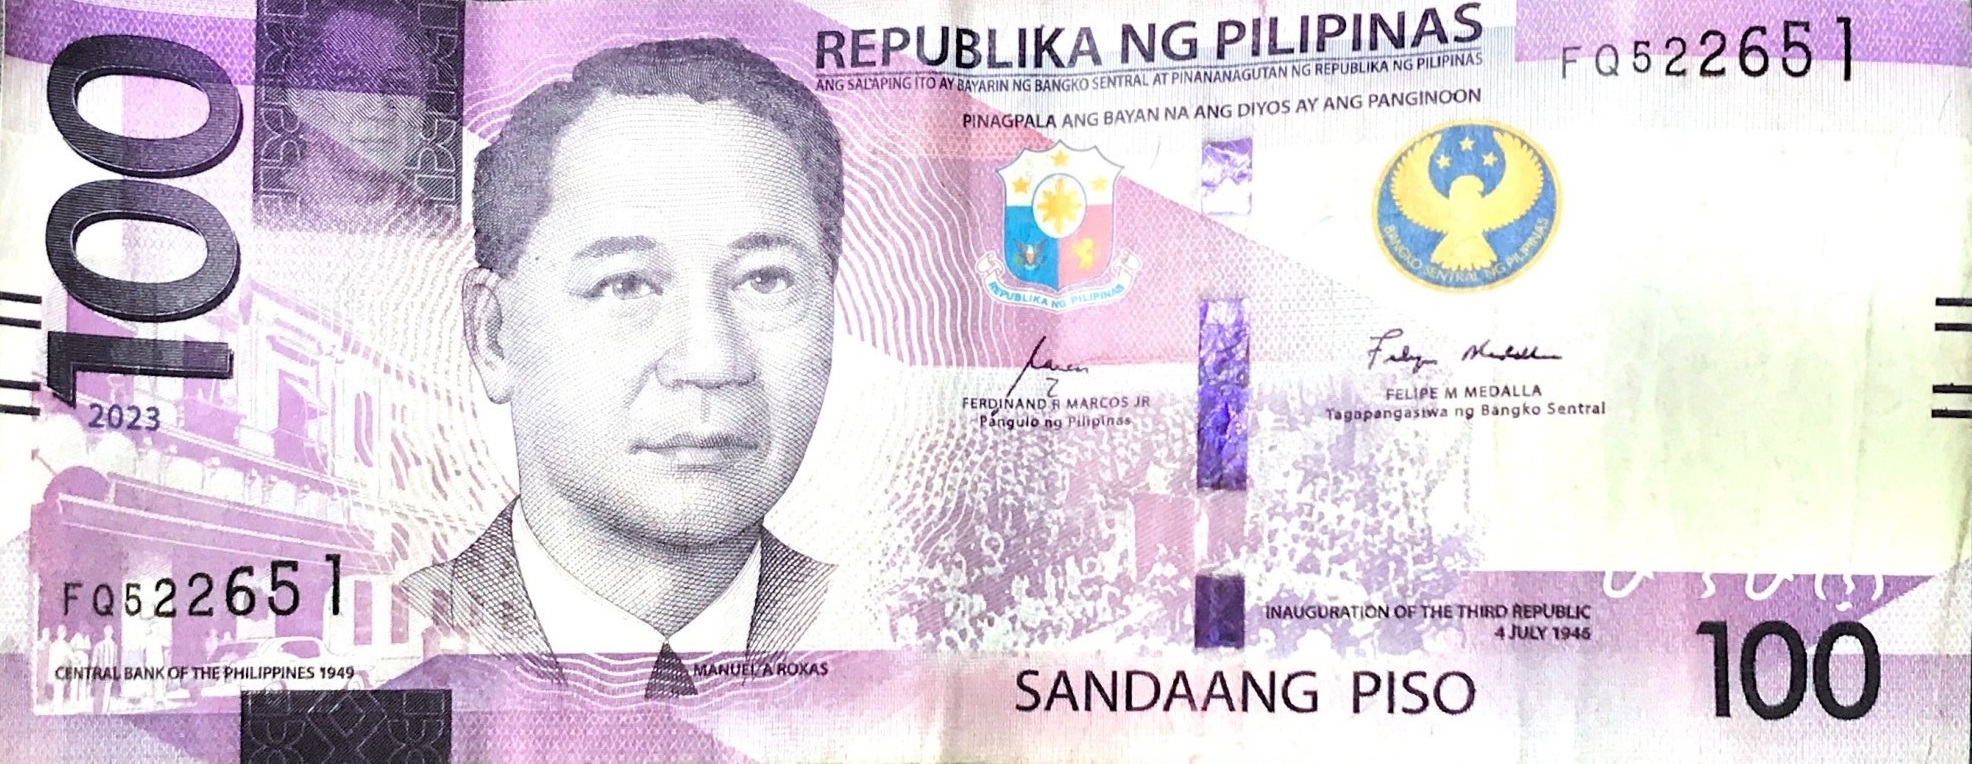 100
REPUBLIKA NG PILIPINAS
ANG SALAPING ITO AY BAYARIN NG BANGKO SENTRAL AT PINANANAGUTAN NG REPUBLIKA NG PILIPINAS
PINAGPALA ANG BAYAN NA ANG DIYOS AY ANG PANGINOON
FQ522651
REPUBLIKA NG PILIPINAS
BANGKO SENTRAL NG PILIPINAS
2023
FERDINAND R MARCOS JR
Pangulo ng Pilipinas
FELIPE M MEDALLA
Tagapangasiwa ng Bangko Sentral
FQ522651
CENTRAL BANK OF THE PHILIPPINES 1949
MANUEL A ROXAS
INAUGURATION OF THE THIRD REPUBLIC
4 JULY 1946
SANDAANG PISO
100